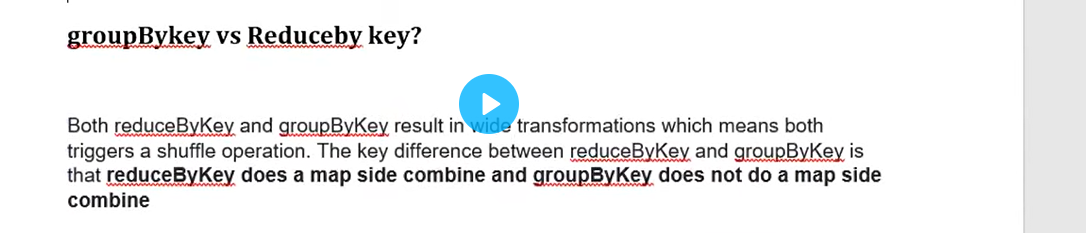 groupBykey vs Reduceby key?
Both reduceByKey and groupByKey result in wide transformations which means both
triggers a shuffle operation. The key difference between reduceByKey and groupByKey is
that reduceByKey does a map side combine and groupByKey does not do a map side
combine